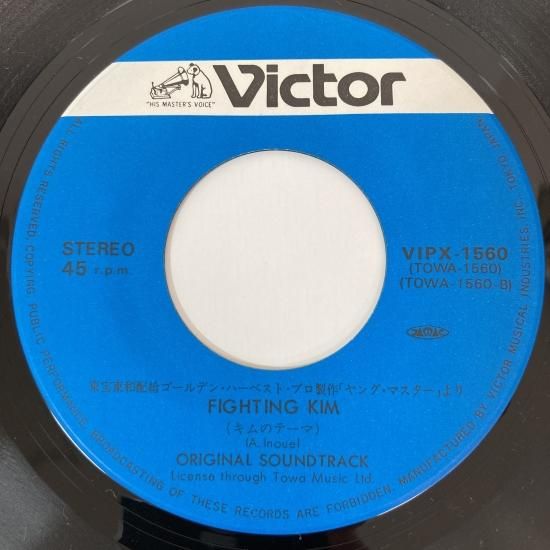 Victor
"HIS MASTER'S VOICE"
STEREO
45 r.p.m.
VIPX-1560
(TOWA-1560)
(TOWA-1560-B)
JASRAC
東宝東和配給ゴールデン・ハーベスト・プロ製作「ヤング・マスター」より
FIGHTING KIM
(キムのテーマ)
(A. Inoue)
ORIGINAL SOUNDTRACK
License through Towa Music Ltd.
ALL RIGHTS RESERVED. COPYING, PUBLIC PERFORMANCE, BROADCASTING OF THESE RECORDS ARE FORBIDDEN. MANUFACTURED BY VICTOR MUSICAL INDUSTRIES, INC. TOKYO JAPAN